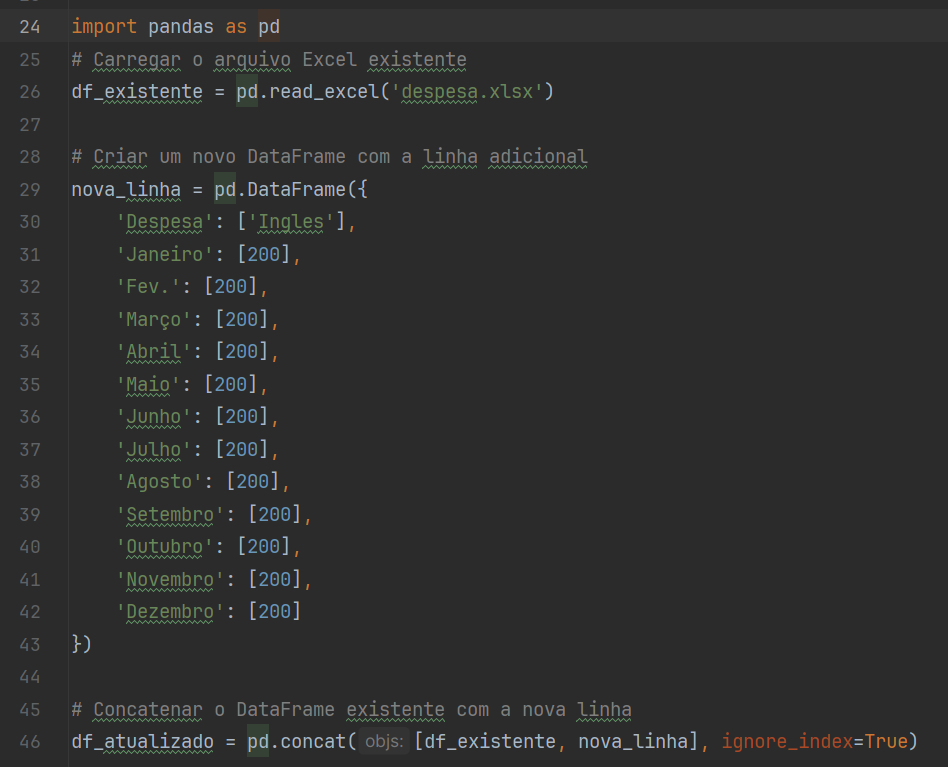 24 import pandas as pd
25 # Carregar o arquivo Excel existente
26 df_existente = pd.read_excel('despesa.xlsx')
27
28 # Criar um novo DataFrame com a linha adicional
29 nova_linha = pd.DataFrame({
30     'Despesa': ['Ingles'],
31     'Janeiro': [200],
32     'Fev.': [200],
33     'Março': [200],
34     'Abril': [200],
35     'Maio': [200],
36     'Junho': [200],
37     'Julho': [200],
38     'Agosto': [200],
39     'Setembro': [200],
40     'Outubro': [200],
41     'Novembro': [200],
42     'Dezembro': [200]
43 })
44
45 # Concatenar o DataFrame existente com a nova linha
46 df_atualizado = pd.concat( objs: [df_existente, nova_linha], ignore_index=True)